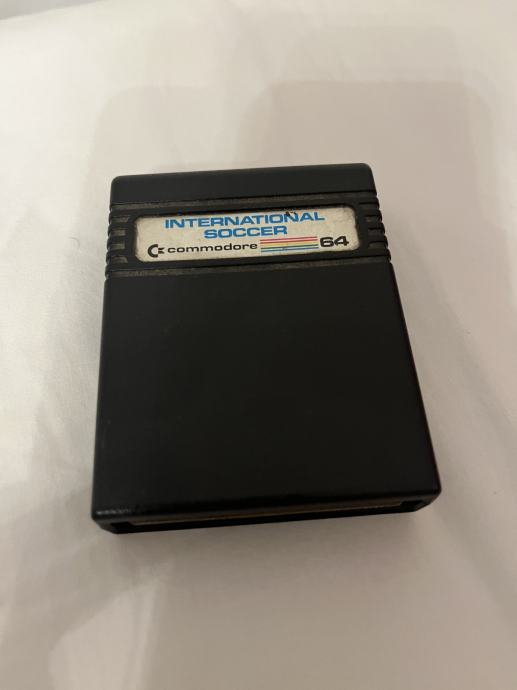 INTERNATIONAL
SOCCER
commodore 64